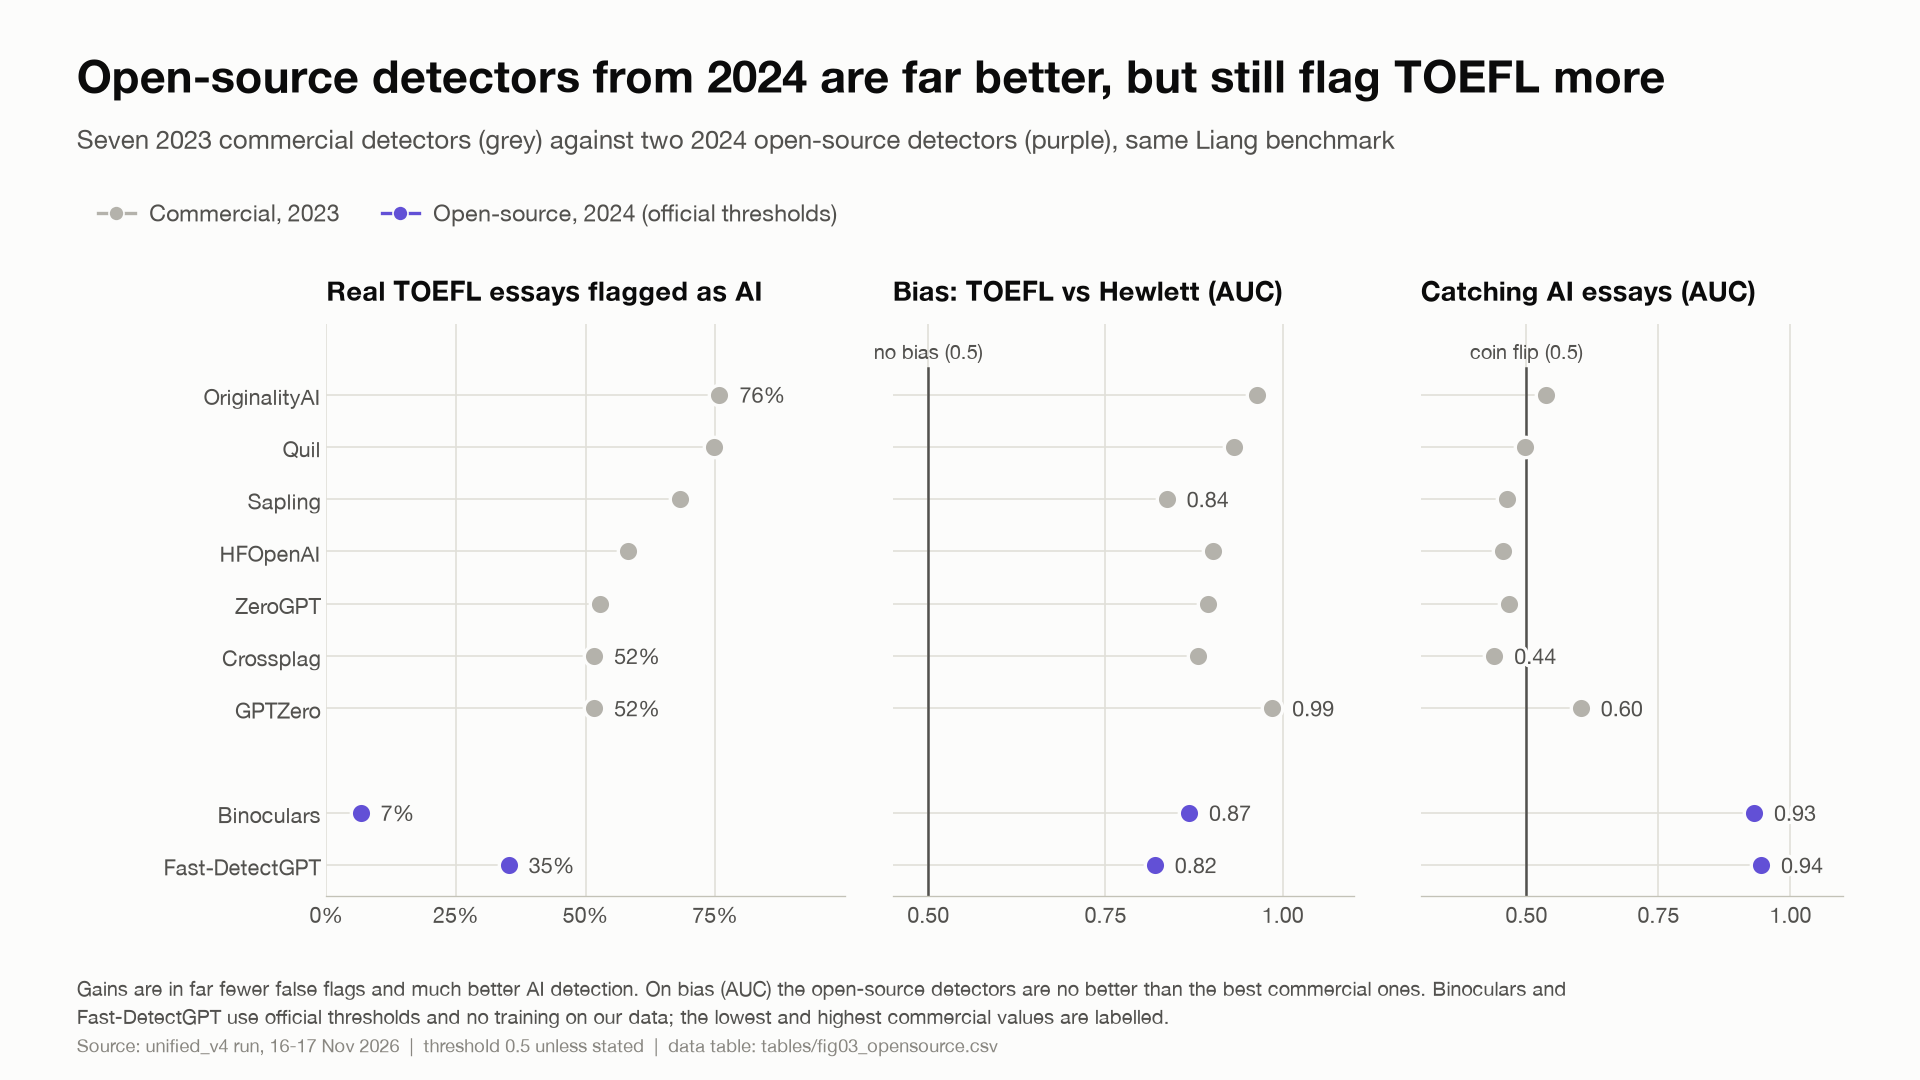 Open-source detectors from 2024 are far better, but still flag TOEFL more
Seven 2023 commercial detectors (grey) against two 2024 open-source detectors (purple), same Liang benchmark
Commercial, 2023
Open-source, 2024 (official thresholds)
Real TOEFL essays flagged as AI
Bias: TOEFL vs Hewlett (AUC)
Catching AI essays (AUC)
no bias (0.5)
coin flip (0.5)
OriginalityAI
76%
Quil
Sapling
0.84
HFOpenAI
ZeroGPT
Crossplag
52%
0.44
GPTZero
52%
0.99
0.60
Binoculars
7%
0.87
0.93
Fast-DetectGPT
35%
0.82
0.94
0%
25%
50%
75%
0.50
0.75
1.00
0.50
0.75
1.00
Gains are in far fewer false flags and much better AI detection. On bias (AUC) the open-source detectors are no better than the best commercial ones. Binoculars and
Fast-DetectGPT use official thresholds and no training on our data; the lowest and highest commercial values are labelled.
Source: unified_v4 run, 16-17 Nov 2026 | threshold 0.5 unless stated | data table: tables/fig03_opensource.csv